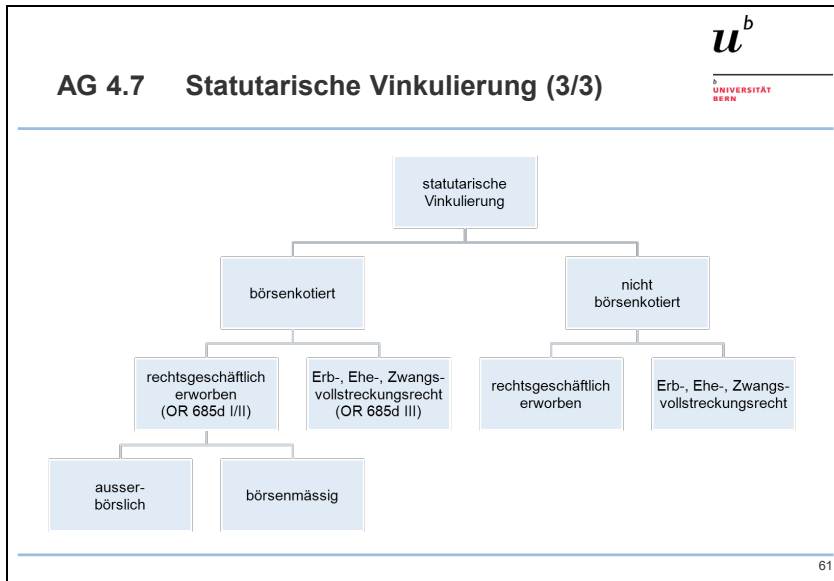 u^b
AG 4.7 Statutarische Vinkulierung (3/3)
b
UNIVERSITÄT
BERN
statutarische
Vinkulierung
börsenkotiert
nicht
börsenkotiert
rechtsgeschäftlich
erworben
(OR 685d I/II)
Erb-, Ehe-, Zwangs-
vollstreckungsrecht
(OR 685d III)
rechtsgeschäftlich
erworben
Erb-, Ehe-, Zwangs-
vollstreckungsrecht
ausser-
börslich
börsenmässig
61